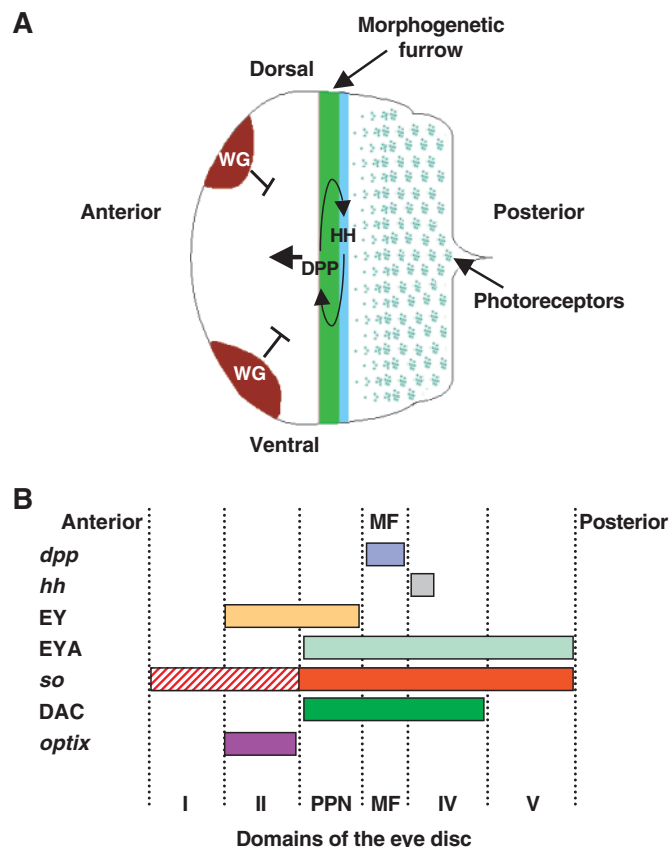 A
Morphogenetic
furrow
Dorsal
WG
Anterior
Posterior
HH
DPP
Photoreceptors
WG
Ventral
B
Anterior MF Posterior
dpp
hh
EY
EYA
so
DAC
optix
I II PPN MF IV V
Domains of the eye disc